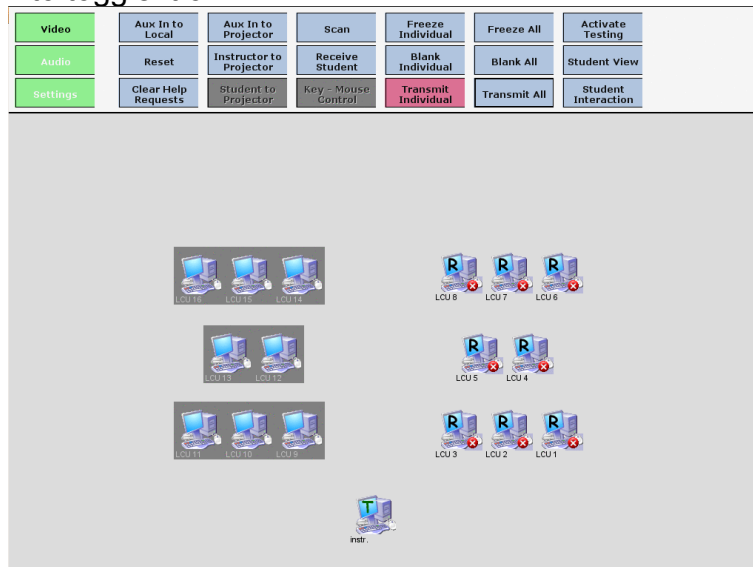 Video
Aux In to
Local
Aux In to
Projector
Scan
Freeze
Individual
Freeze All
Activate
Testing
Audio
Reset
Instructor to
Projector
Receive
Student
Blank
Individual
Blank All
Student View
Settings
Clear Help
Requests
Student to
Projector
Key - Mouse
Control
Transmit
Individual
Transmit All
Student
Interaction
R R R
LCU 16 LCU 15 LCU 14 LCU 8 LCU 7 LCU 6
R R
LCU 13 LCU 12 LCU 5 LCU 4
R R R
LCU 11 LCU 10 LCU 9 LCU 3 LCU 2 LCU 1
T
instr.